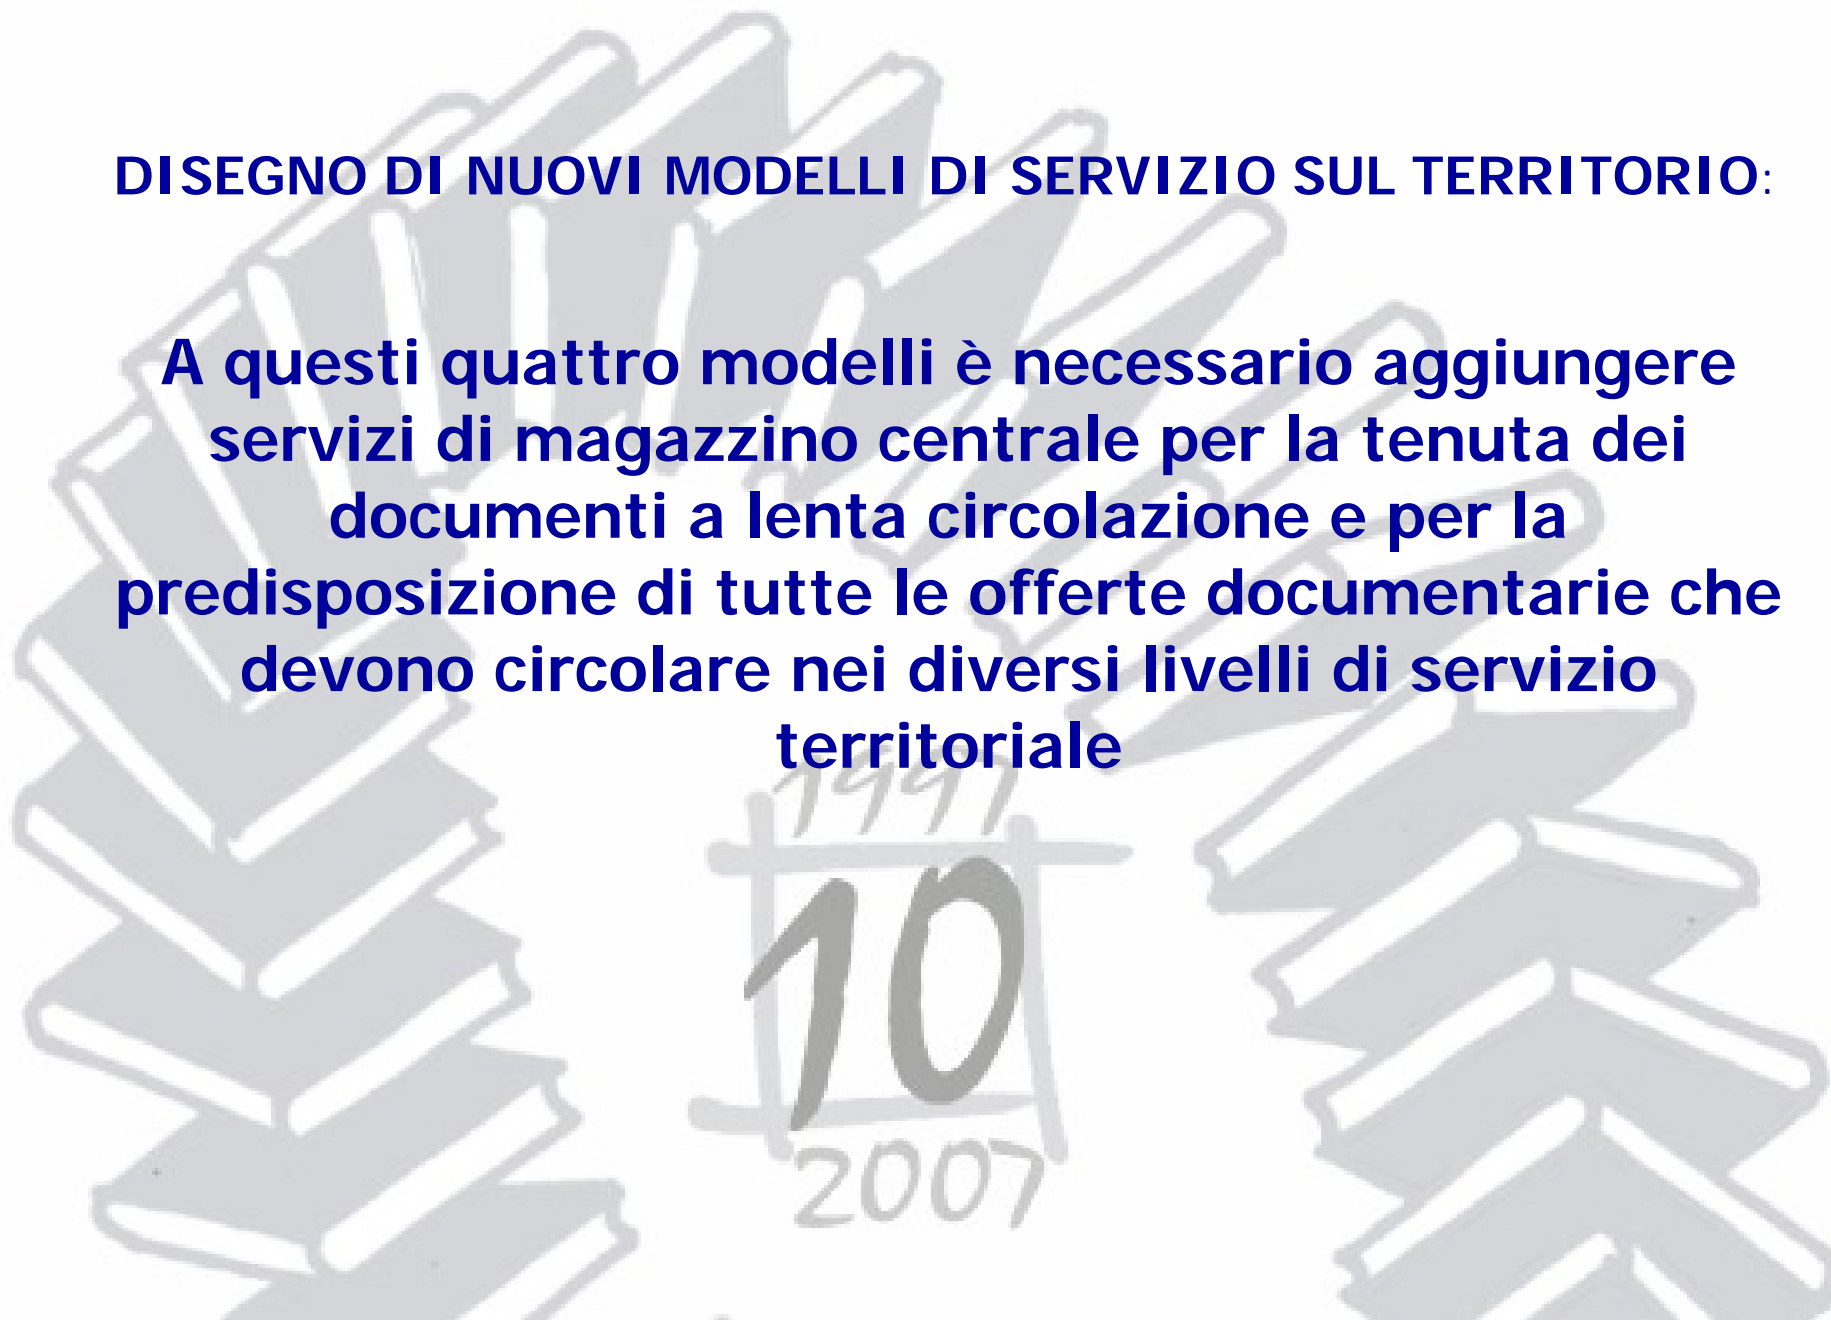 DISEGNO DI NUOVI MODELLI DI SERVIZIO SUL TERRITORIO:
A questi quattro modelli è necessario aggiungere
servizi di magazzino centrale per la tenuta dei
documenti a lenta circolazione e per la
predisposizione di tutte le offerte documentarie che
devono circolare nei diversi livelli di servizio
territoriale
1997
10
2007